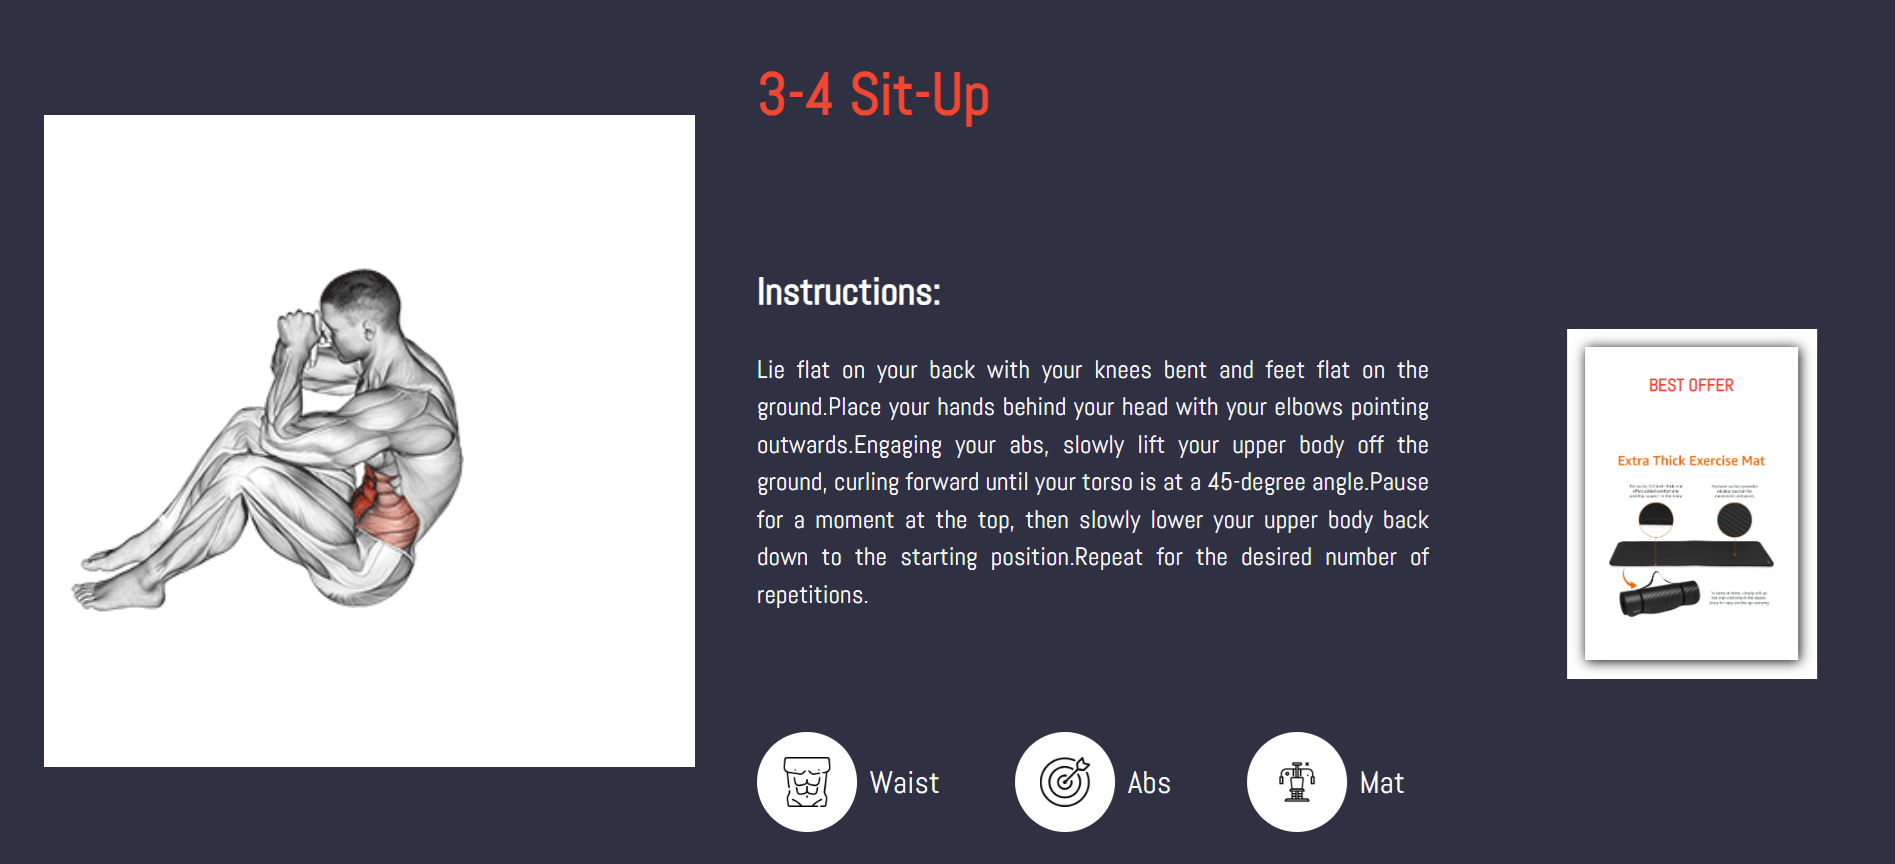 3-4 Sit-Up
Instructions:
Lie flat on your back with your knees bent and feet flat on the
ground.Place your hands behind your head with your elbows pointing
outwards.Engaging your abs, slowly lift your upper body off the
ground, curling forward until your torso is at a 45-degree angle.Pause
for a moment at the top, then slowly lower your upper body back
down to the starting position.Repeat for the desired number of
repetitions.
BEST OFFER
Extra Thick Exercise Mat
Waist
Abs
Mat